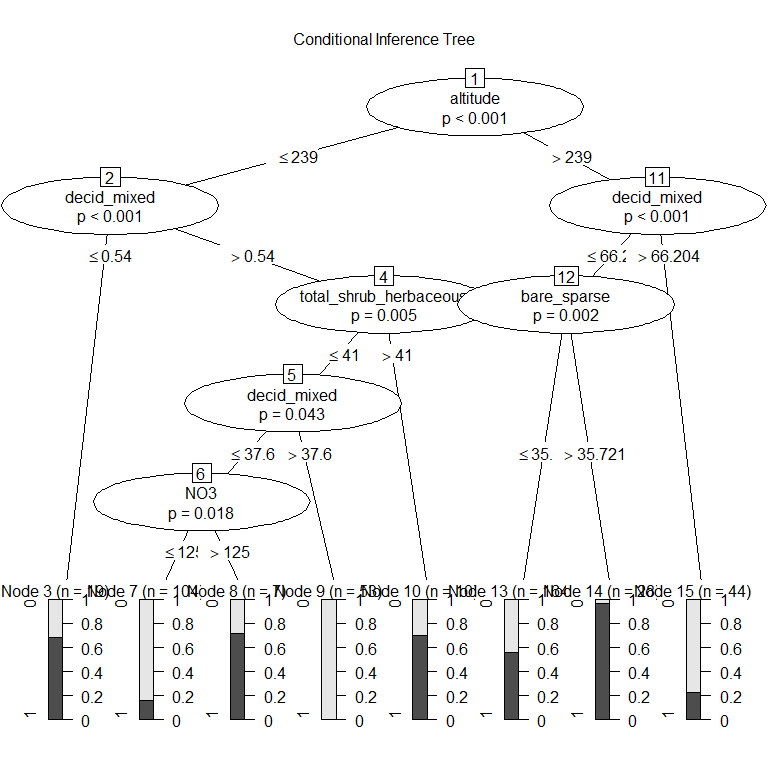 Conditional Inference Tree
1
altitude
p < 0.001
≤ 239
> 239
2
decid_mixed
p < 0.001
11
decid_mixed
p < 0.001
≤ 0.54
> 0.54
≤ 66.2
> 66.204
4
total_shrub_herbaceous
p = 0.005
12
bare_sparse
p = 0.002
≤ 41
> 41
5
decid_mixed
p = 0.043
≤ 37.6
> 37.6
≤ 35.
> 35.721
6
NO3
p = 0.018
≤ 125
> 125
Node 3 (n = 19)
Node 7 (n = 104)
Node 8 (n = 7)
Node 9 (n = 53)
Node 10 (n = 10)
Node 13 (n = 164)
Node 14 (n = 28)
Node 15 (n = 44)
0 1 0 1 0 1 0 1 0 1 0 1 0 1 0 1
0.8 0.8 0.8 0.8 0.8 0.8 0.8 0.8
0.6 0.6 0.6 0.6 0.6 0.6 0.6 0.6
0.4 0.4 0.4 0.4 0.4 0.4 0.4 0.4
0.2 0.2 0.2 0.2 0.2 0.2 0.2 0.2
1 0 1 0 1 0 1 0 1 0 1 0 1 0 1 0